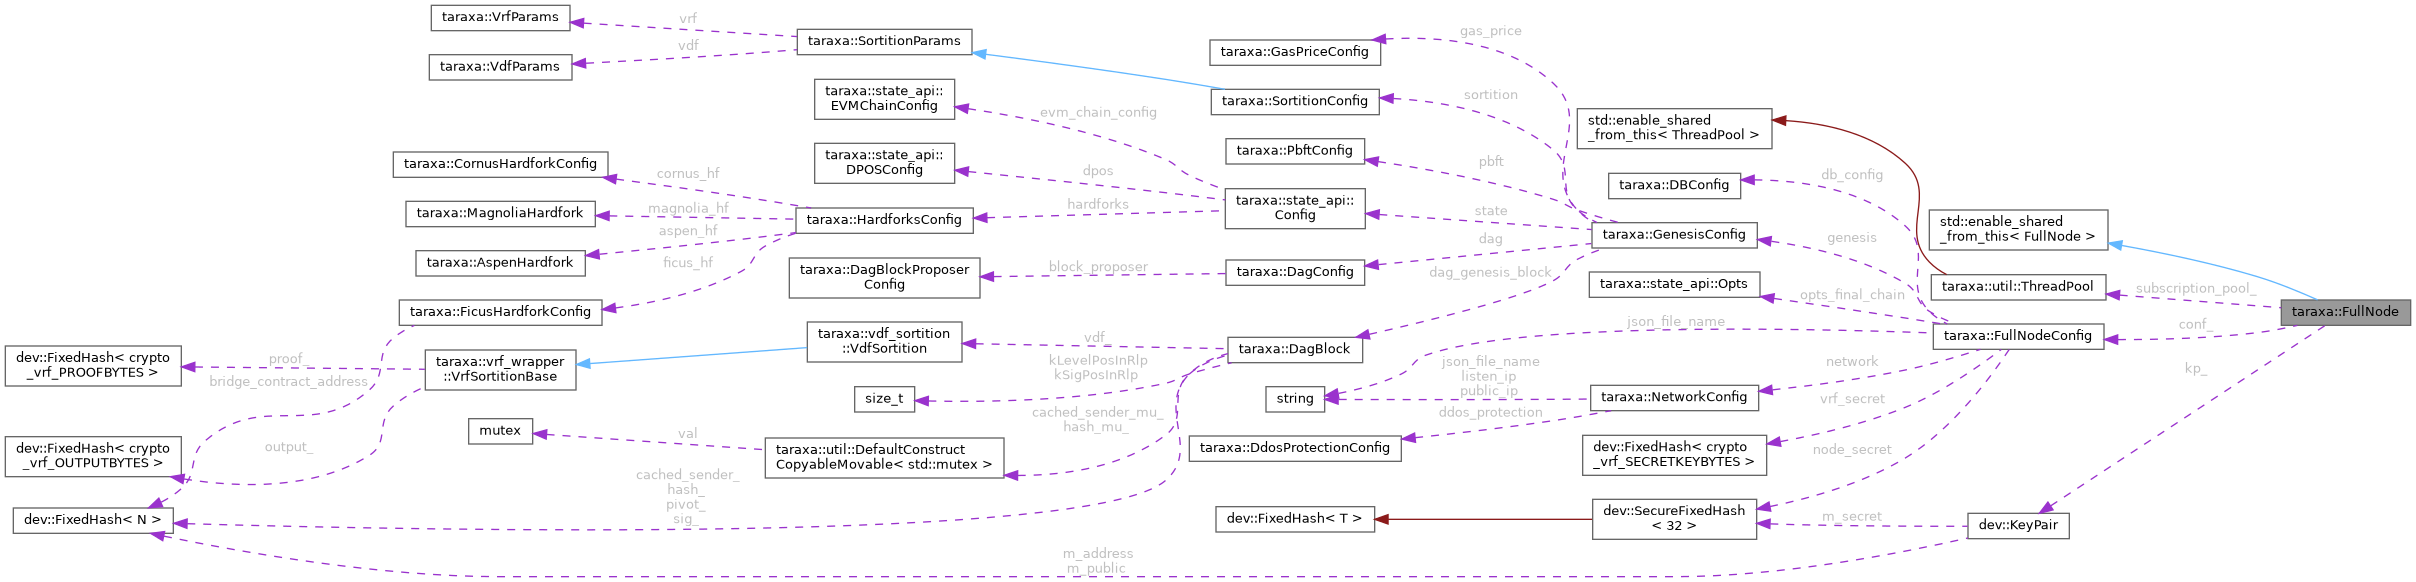 taraxa::VrfParams
vrf
taraxa::SortitionParams
vdf
taraxa::VdfParams
gas_price
taraxa::GasPriceConfig
taraxa::state_api::
EVMChainConfig
taraxa::SortitionConfig
sortition
evm_chain_config
std::enable_shared
_from_this< ThreadPool >
taraxa::CornusHardforkConfig
cornus_hf
taraxa::state_api::
DPOSConfig
dpos
taraxa::PbftConfig
pbft
taraxa::DBConfig
db_config
taraxa::MagnoliaHardfork
magnolia_hf
taraxa::HardforksConfig
hardforks
taraxa::state_api::
Config
state
taraxa::GenesisConfig
genesis
std::enable_shared
_from_this< FullNode >
taraxa::AspenHardfork
aspen_hf
ficus_hf
taraxa::DagBlockProposer
Config
block_proposer
taraxa::DagConfig
dag
dag_genesis_block
taraxa::state_api::Opts
opts_final_chain
taraxa::util::ThreadPool
subscription_pool_
taraxa::FullNode
taraxa::FicusHardforkConfig
conf_
taraxa::FullNodeConfig
json_file_name
dev::FixedHash< crypto
_vrf_PROOFBYTES >
proof_
bridge_contract_address
taraxa::vrf_wrapper
::VrfSortitionBase
taraxa::vdf_sortition
::VdfSortition
vdf_
kLevelPosInRlp
kSigPosInRlp
taraxa::DagBlock
size_t
string
json_file_name
listen_ip
public_ip
taraxa::NetworkConfig
network
kp_
vrf_secret
ddos_protection
taraxa::DdosProtectionConfig
cached_sender_mu_
hash_mu_
mutex
val
taraxa::util::DefaultConstruct
CopyableMovable< std::mutex >
dev::FixedHash< crypto
_vrf_OUTPUTBYTES >
output_
dev::FixedHash< crypto
_vrf_SECRETKEYBYTES >
node_secret
cached_sender_
hash_
pivot_
sig_
dev::FixedHash< N >
dev::FixedHash< T >
dev::SecureFixedHash
< 32 >
m_secret
dev::KeyPair
m_address
m_public